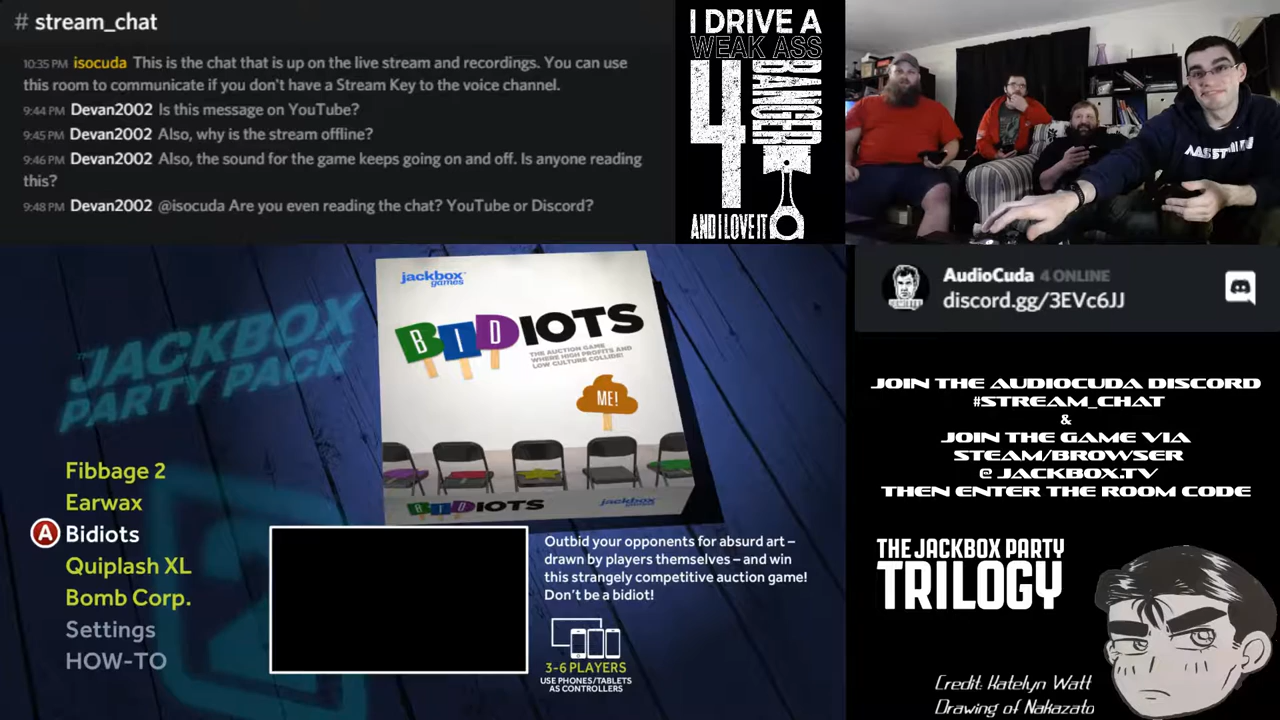 # stream_chat
10:35 PM isocuda This is the chat that is up on the live stream and recordings. You can use
this room to communicate if you don't have a Steam Key to the voice channel.
9:44 PM Devan2002 Is this message on YouTube?
9:45 PM Devan2002 Also, why is the stream offline?
9:46 PM Devan2002 Also, the sound for the game keeps going on and off. Is anyone reading
this?
9:48 PM Devan2002 @isocuda Are you even reading the chat? YouTube or Discord?
I DRIVE A
WEAK ASS
4 BANGER
AND I LOVE IT
AudioCuda 4 ONLINE
discord.gg/3EVc6JJ
JOIN THE AUDIOCUDA DISCORD
#STREAM_CHAT
&
JOIN THE GAME VIA
STEAM/BROWSER
@ JACKBOX.TV
THEN ENTER THE ROOM CODE
THE JACKBOX PARTY
TRILOGY
Credit: Katelyn Watt
Drawing of Nakazato
THE
JACKBOX
PARTY PACK
jackbox
games
BIDIOTS
THE AUCTION GAME
WHERE HIGH PROFITS AND
LOW CULTURE COLLIDE!
ME!
BIDIOTS
jackbox
games
Fibbage 2
Earwax
A Bidiots
Quiplash XL
Bomb Corp.
Settings
HOW-TO
Outbid your opponents for absurd art –
drawn by players themselves – and win
this strangely competitive auction game!
Don't be a bidiot!
3-6 PLAYERS
USE PHONES/TABLETS
AS CONTROLLERS